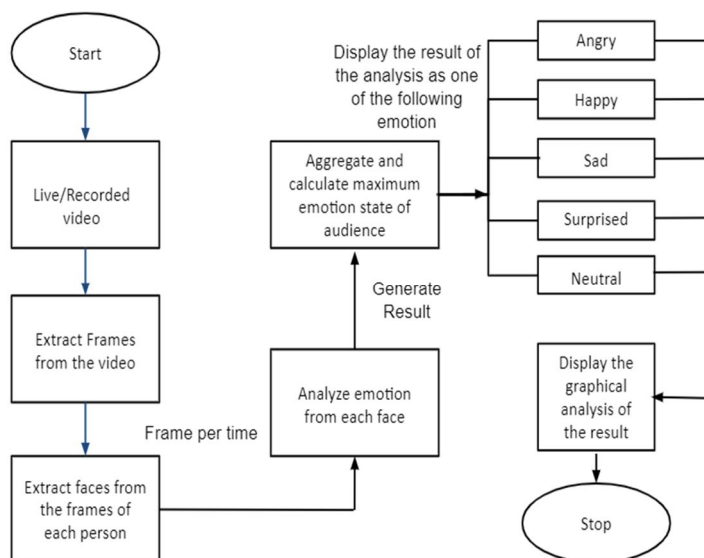 Start
Live/Recorded
video
Extract Frames
from the video
Extract faces from
the frames of
each person
Frame per time
Analyze emotion
from each face
Generate
Result
Aggregate and
calculate maximum
emotion state of
audience
Display the result of
the analysis as one
of the following
emotion
Angry
Happy
Sad
Surprised
Neutral
Display the
graphical
analysis of
the result
Stop